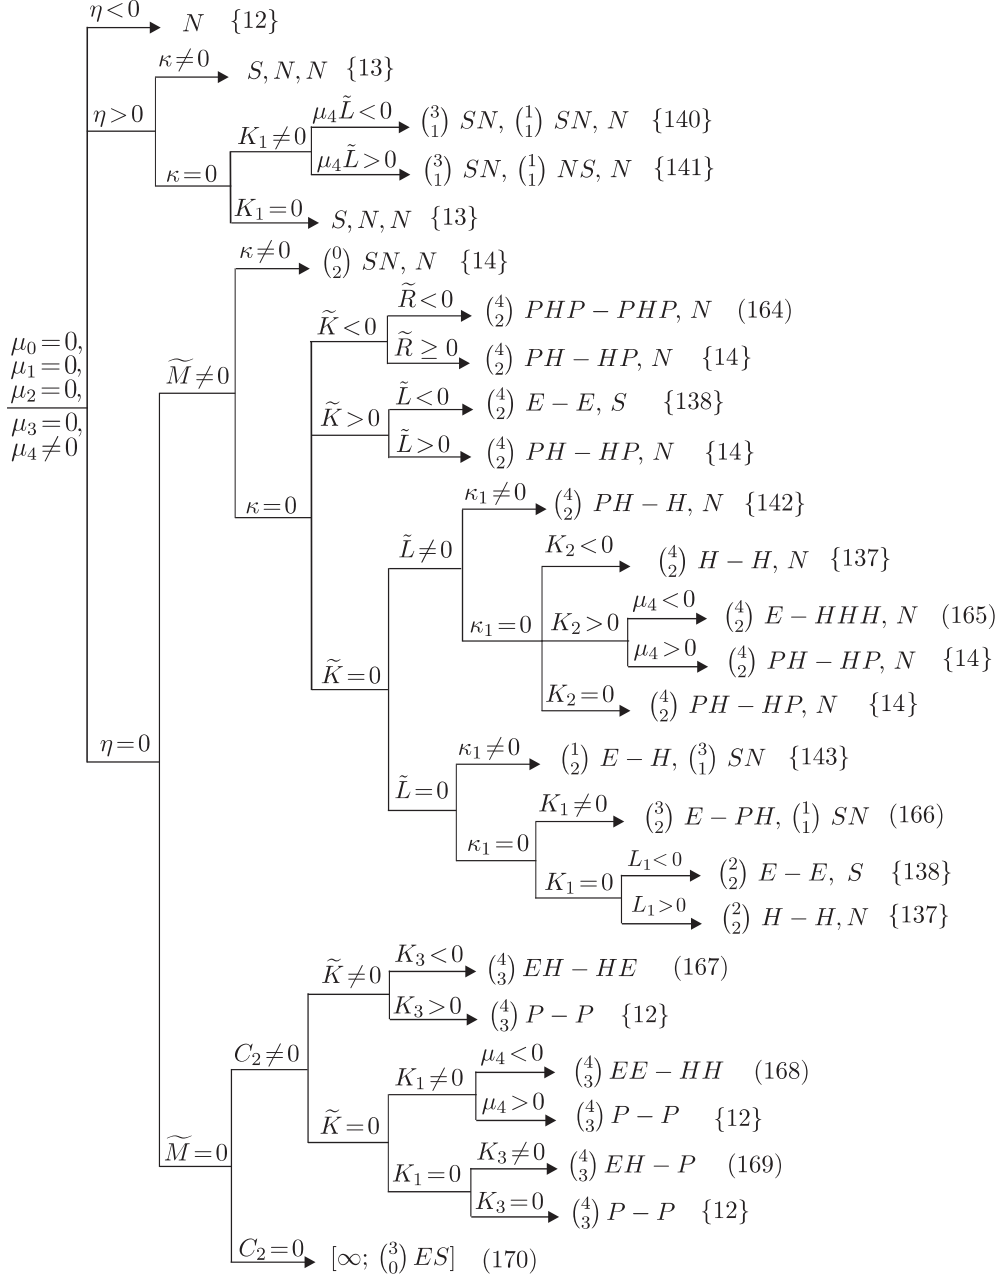 η<0 N {12}
κ≠0 S, N, N {13}
η>0
K₁≠0 μ₄L̃<0 (3 1) SN, (1 1) SN, N {140}
μ₄L̃>0 (3 1) SN, (1 1) NS, N {141}
κ=0
K₁=0 S, N, N {13}
κ≠0 (0 2) SN, N {14}
R̃<0 (4 2) PHP − PHP, N (164)
K̃<0
R̃≥0 (4 2) PH − HP, N {14}
μ₀=0,
μ₁=0,
μ₂=0,
μ₃=0,
μ₄≠0
M̃≠0
L̃<0 (4 2) E − E, S {138}
K̃>0
L̃>0 (4 2) PH − HP, N {14}
κ=0
κ₁≠0 (4 2) PH − H, N {142}
L̃≠0
K₂<0 (4 2) H − H, N {137}
κ₁=0 K₂>0 μ₄<0 (4 2) E − HHH, N (165)
μ₄>0 (4 2) PH − HP, N {14}
K̃=0
K₂=0 (4 2) PH − HP, N {14}
η=0
κ₁≠0 (1 2) E − H, (3 1) SN {143}
L̃=0
K₁≠0 (3 2) E − PH, (1 1) SN (166)
κ₁=0
L₁<0 (2 2) E − E, S {138}
K₁=0
L₁>0 (2 2) H − H, N {137}
K₃<0 (4 3) EH − HE (167)
K̃≠0
K₃>0 (4 3) P − P {12}
C₂≠0
μ₄<0 (4 3) EE − HH (168)
K₁≠0
μ₄>0 (4 3) P − P {12}
K̃=0
M̃=0
K₃≠0 (4 3) EH − P (169)
K₁=0
K₃=0 (4 3) P − P {12}
C₂=0 [∞; (3 0) ES] (170)